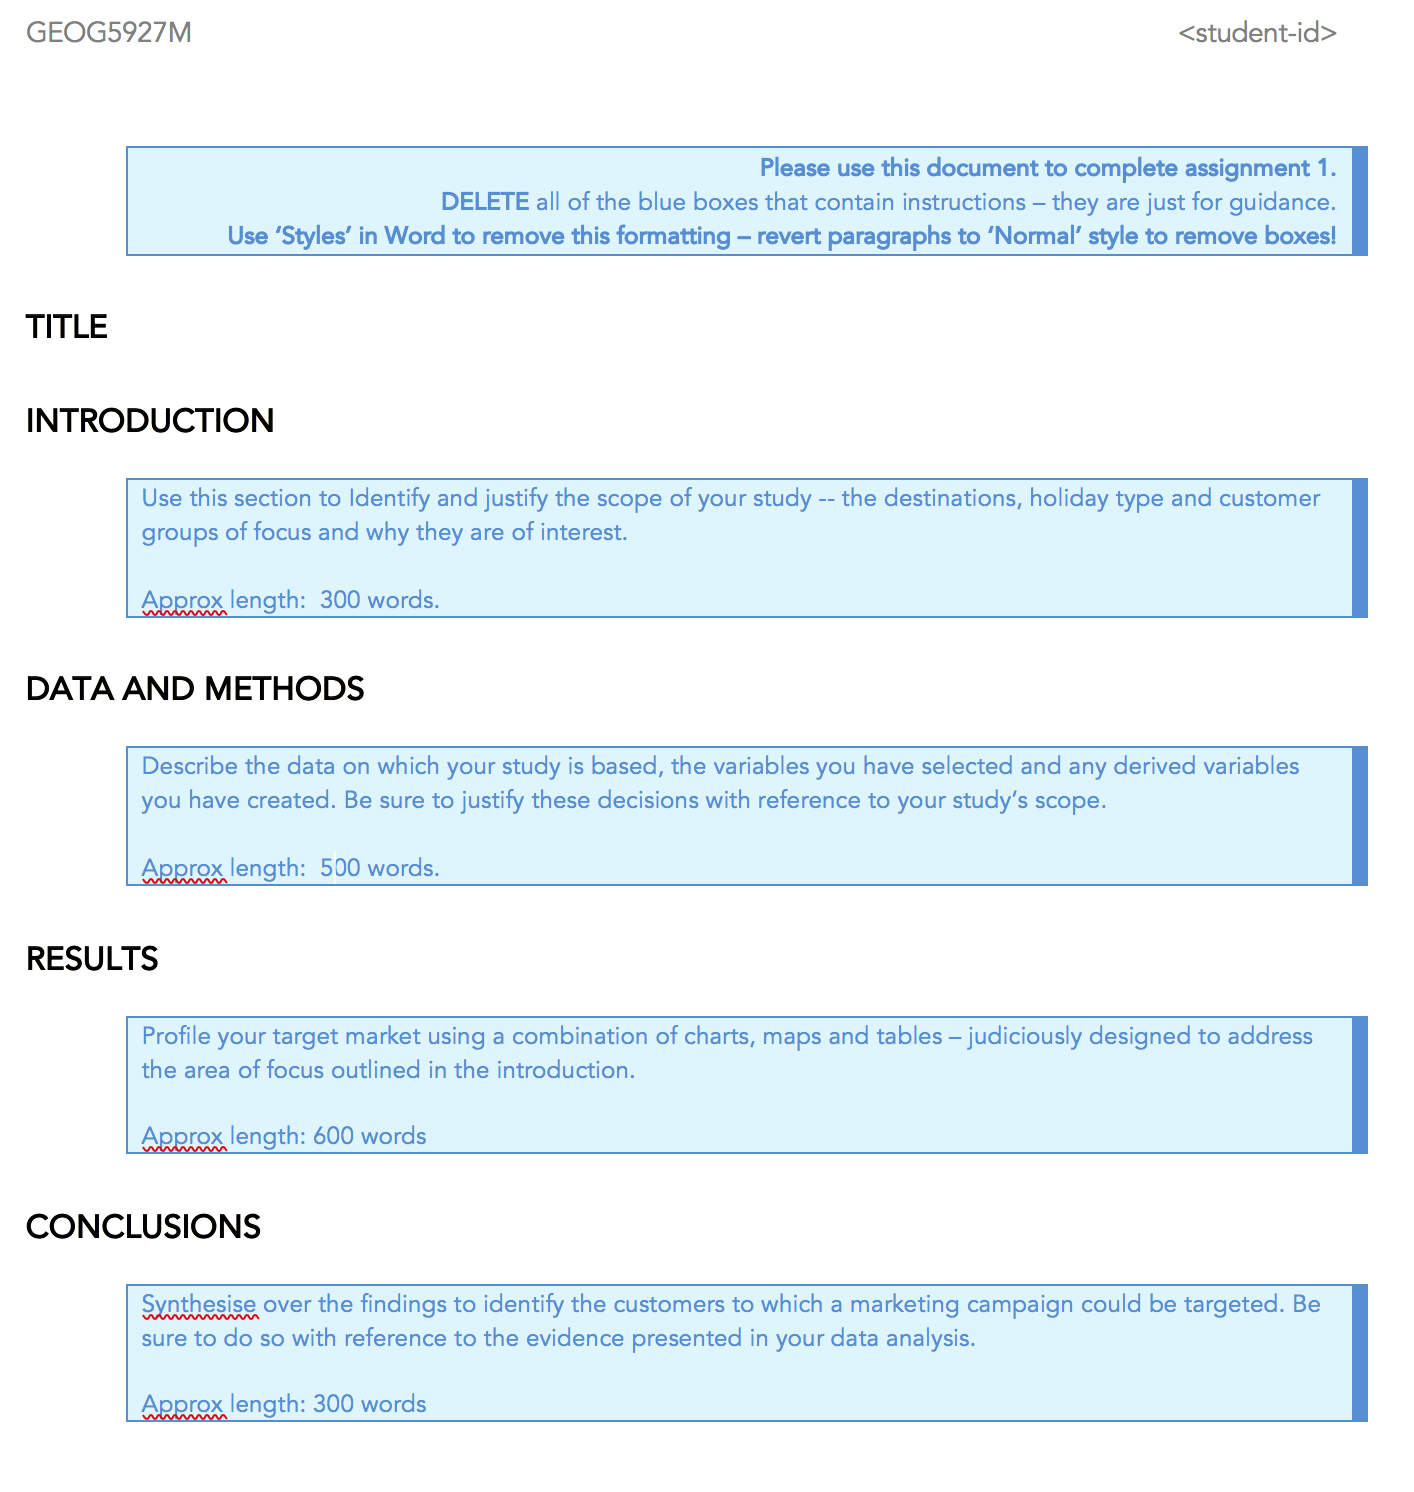 GEOG5927M <student-id>
Please use this document to complete assignment 1.
DELETE all of the blue boxes that contain instructions – they are just for guidance.
Use ‘Styles’ in Word to remove this formatting – revert paragraphs to ‘Normal’ style to remove boxes!
TITLE
INTRODUCTION
Use this section to Identify and justify the scope of your study -- the destinations, holiday type and customer
groups of focus and why they are of interest.
Approx length:  300 words.
DATA AND METHODS
Describe the data on which your study is based, the variables you have selected and any derived variables
you have created. Be sure to justify these decisions with reference to your study’s scope.
Approx length:  500 words.
RESULTS
Profile your target market using a combination of charts, maps and tables – judiciously designed to address
the area of focus outlined in the introduction.
Approx length: 600 words
CONCLUSIONS
Synthesise over the findings to identify the customers to which a marketing campaign could be targeted. Be
sure to do so with reference to the evidence presented in your data analysis.
Approx length: 300 words